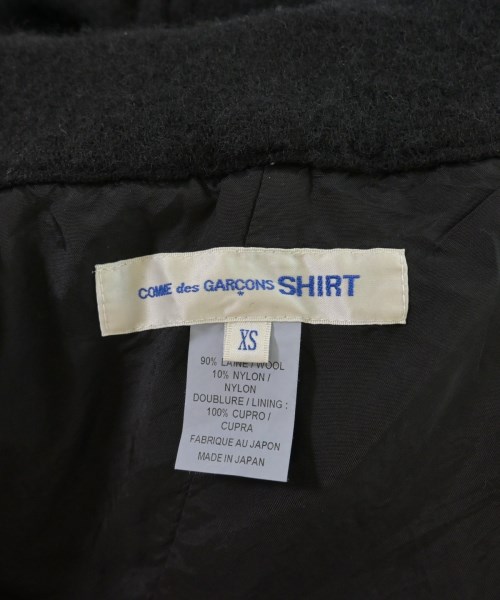 COMME des GARÇONS SHIRT
XS
90% LAINE / WOOL
10% NYLON /
NYLON
DOUBLURE / LINING :
100% CUPRO /
CUPRA
FABRIQUE AU JAPON
MADE IN JAPAN